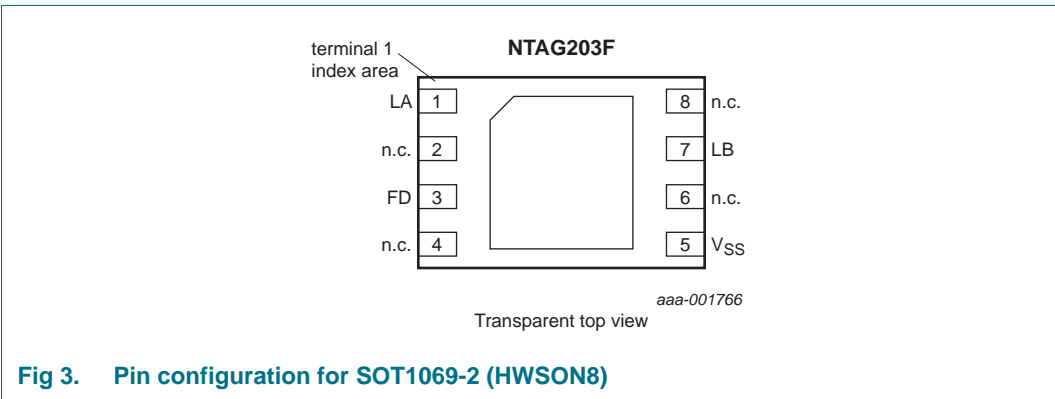 terminal 1
index area
NTAG203F
LA 1
8 n.c.
n.c. 2
7 LB
FD 3
6 n.c.
n.c. 4
5 VSS
aaa-001766
Transparent top view
Fig 3. Pin configuration for SOT1069-2 (HWSON8)